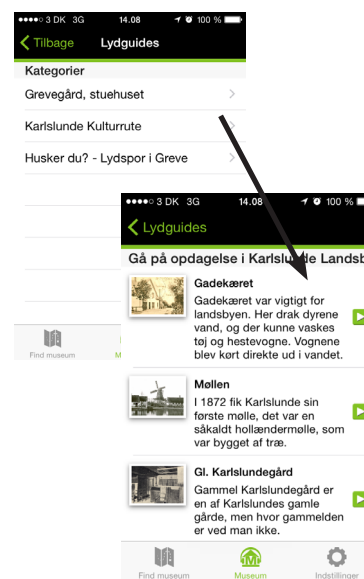 3 DK 3G 14.08 100 %
Tilbage Lydguides
Kategorier
Grevegård, stuehuset
Karlslunde Kulturrute
Husker du? - Lydspor i Greve
Find museum
3 DK 3G 14.08 100 %
Lydguides
Gå på opdagelse i Karlslunde Landsb
Gadekæret
Gadekæret var vigtigt for
landsbyen. Her drak dyrene
vand, og der kunne vaskes
tøj og hestevogne. Vognene
blev kørt direkte ud i vandet.
Møllen
I 1872 fik Karlslunde sin
første mølle, det var en
såkaldt hollændermølle, som
var bygget af træ.
Gl. Karlslundegård
Gammel Karlslundegård er
en af Karlslundes gamle
gårde, men hvor gammelden
er ved man ikke.
Find museum Museum Indstillinger